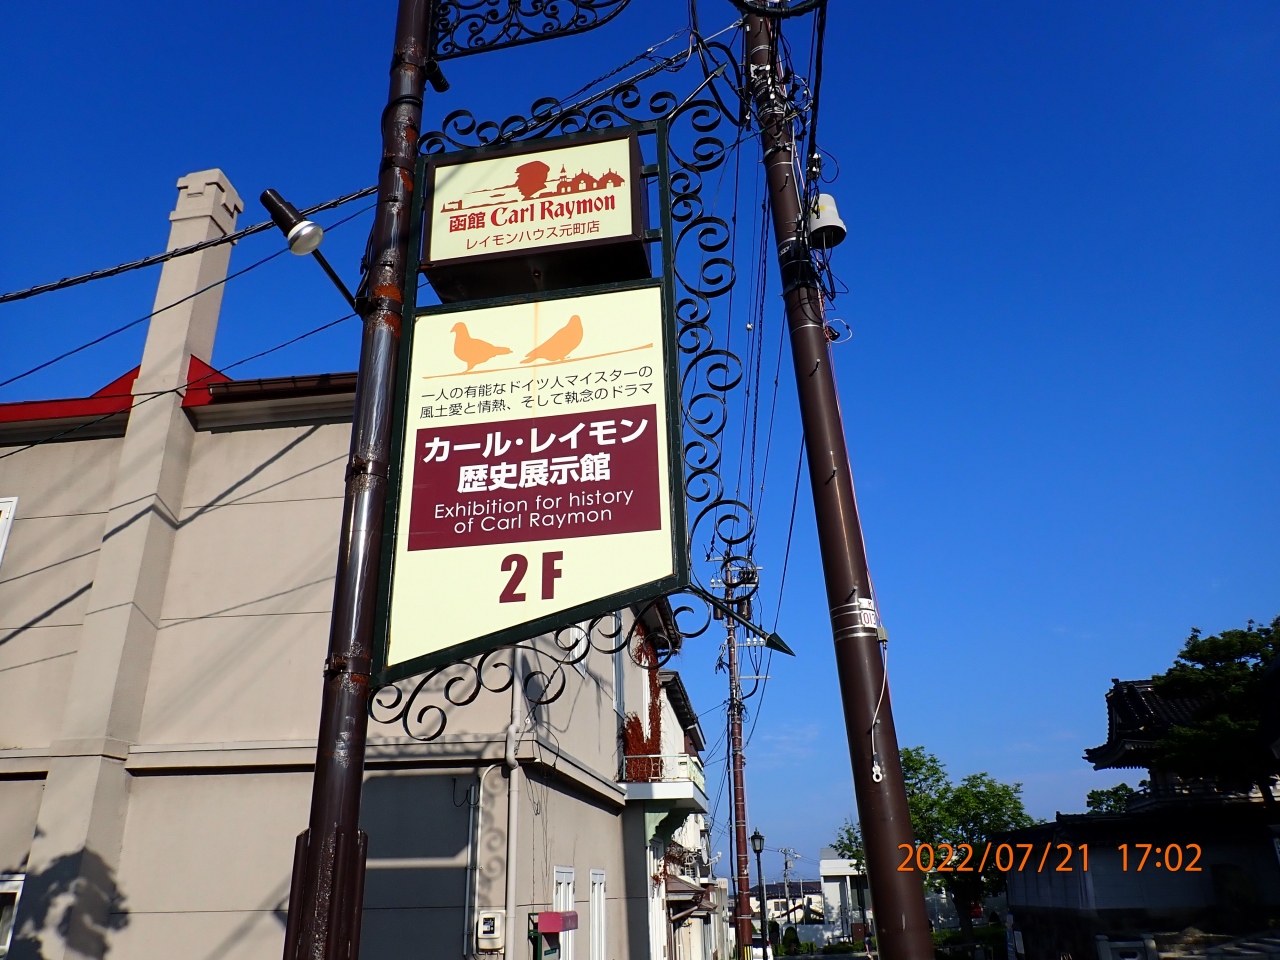 函館 Carl Raymon
レイモンハウス元町店
一人の有能なドイツ人マイスターの
風土愛と情熱、そして執念のドラマ
カール・レイモン
歴史展示館
Exhibition for history
of Carl Raymon
2F
2022/07/21 17:02